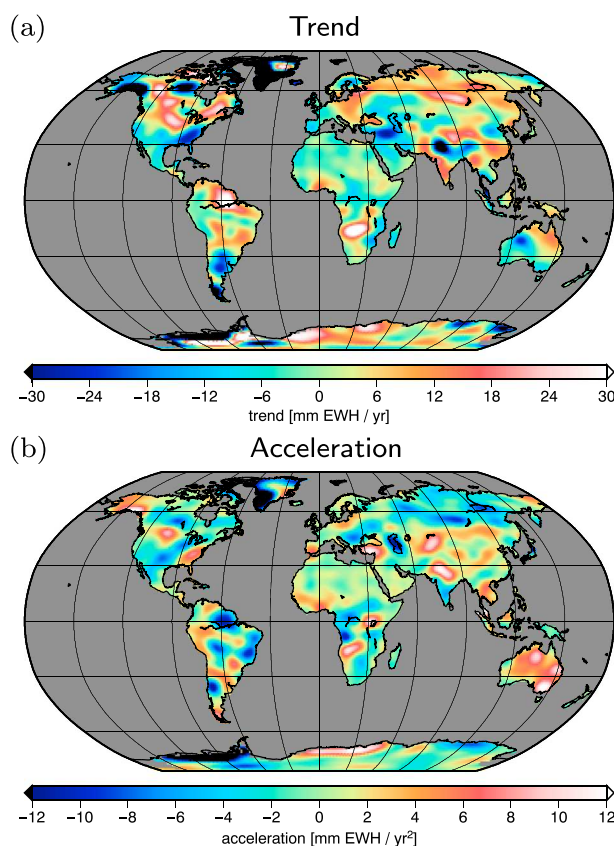 (a)
Trend
−30 −24 −18 −12 −6 0 6 12 18 24 30
trend [mm EWH / yr]
(b)
Acceleration
−12 −10 −8 −6 −4 −2 0 2 4 6 8 10 12
acceleration [mm EWH / yr²]